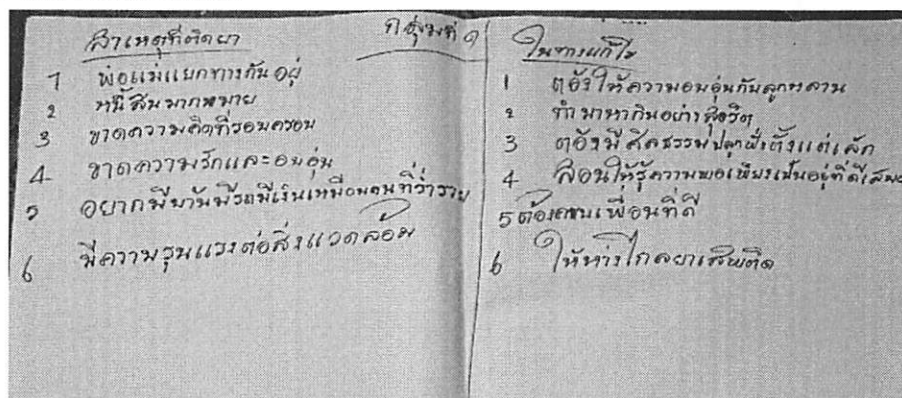 กลุ่มที่ 1
สาเหตุที่ติดยา
1 พ่อแม่แยกทางกันอยู่
2 หนี้สินมากหมาย
3 ขาดความคิดที่รอบครอบ
4 ขาดความรักและอบอุ่น
5 อยากมีบ้านมีรถมีเงินเหมือนคนที่ร่ำรวย
6 มีความรุนแรงต่อสิ่งแวดล้อม
ในทางแก้ไข
1 ต้องให้ความอบอุ่นกับลูกหลาน
2 ทำมาหากินอย่างสุจริต
3 ต้องมีศิลธรรมปลูกฝั่งตั้งแต่เล็ก
4 สอนให้รู้ความพอเพียงเป็นอยู่ที่ดีเสมอ
5 ต้องคบเพื่อนที่ดี
6 ให้ห่างไกลยาเสพติด